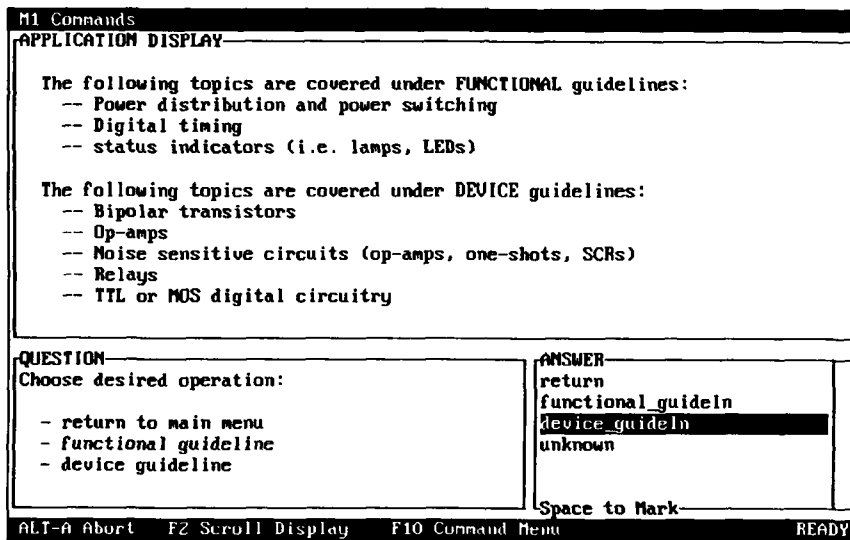 M1 Commands
APPLICATION DISPLAY
The following topics are covered under FUNCTIONAL guidelines:
-- Power distribution and power switching
-- Digital timing
-- status indicators (i.e. lamps, LEDs)
The following topics are covered under DEVICE guidelines:
-- Bipolar transistors
-- Op-amps
-- Noise sensitive circuits (op-amps, one-shots, SCRs)
-- Relays
-- TTL or MOS digital circuitry
QUESTION
Choose desired operation:
- return to main menu
- functional guideline
- device guideline
ANSWER
return
functional_guideln
device_guideln
unknown
Space to Mark
ALT-A Abort F2 Scroll Display F10 Command Menu READY